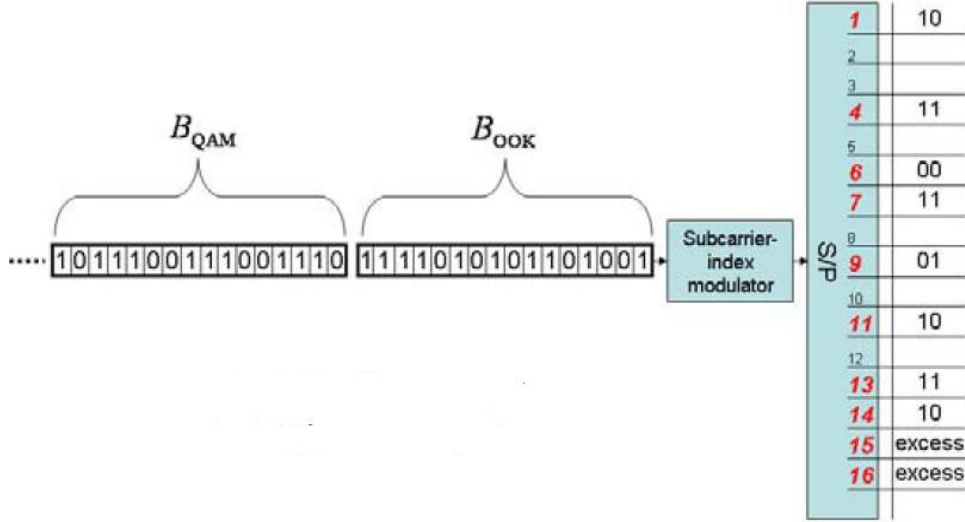 B_QAM
B_OOK
1011100111001110
1111010101101001
Subcarrier-
index
modulator
S/P
1 10
2
3
4 11
5
6 00
7 11
8
9 01
10
11 10
12
13 11
14 10
15 excess
16 excess